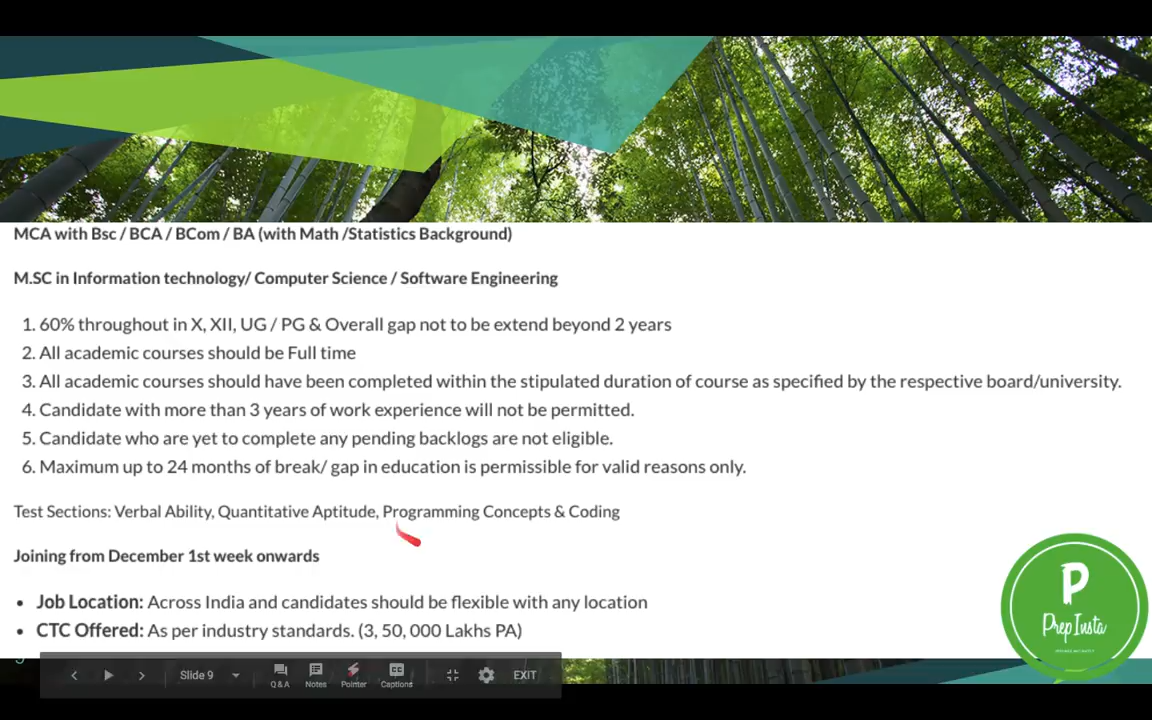 MCA with Bsc / BCA / BCom / BA (with Math /Statistics Background)
M.SC in Information technology/ Computer Science / Software Engineering
1. 60% throughout in X, XII, UG / PG & Overall gap not to be extend beyond 2 years
2. All academic courses should be Full time
3. All academic courses should have been completed within the stipulated duration of course as specified by the respective board/university.
4. Candidate with more than 3 years of work experience will not be permitted.
5. Candidate who are yet to complete any pending backlogs are not eligible.
6. Maximum up to 24 months of break/ gap in education is permissible for valid reasons only.
Test Sections: Verbal Ability, Quantitative Aptitude, Programming Concepts & Coding
Joining from December 1st week onwards
• Job Location: Across India and candidates should be flexible with any location
• CTC Offered: As per industry standards. (3, 50, 000 Lakhs PA)
P
Prep Insta
Slide 9
Q & A
Notes
Pointer
CC
Captions
EXIT